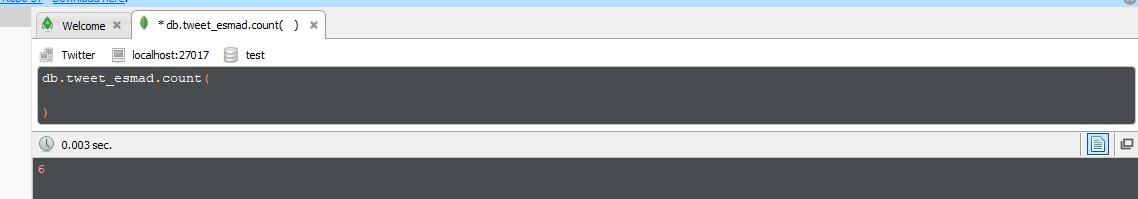 Welcome
* db.tweet_esmad.count( )
Twitter localhost:27017 test
db.tweet_esmad.count(
)
0.003 sec.
6